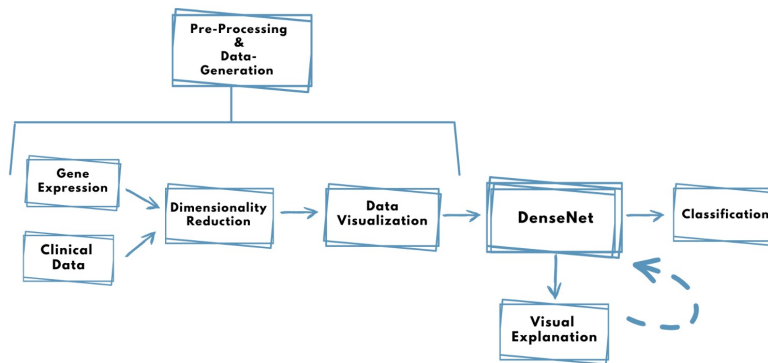 Pre-Processing
&
Data-
Generation
Gene
Expression
Clinical
Data
Dimensionality
Reduction
Data
Visualization
DenseNet
Classification
Visual
Explanation